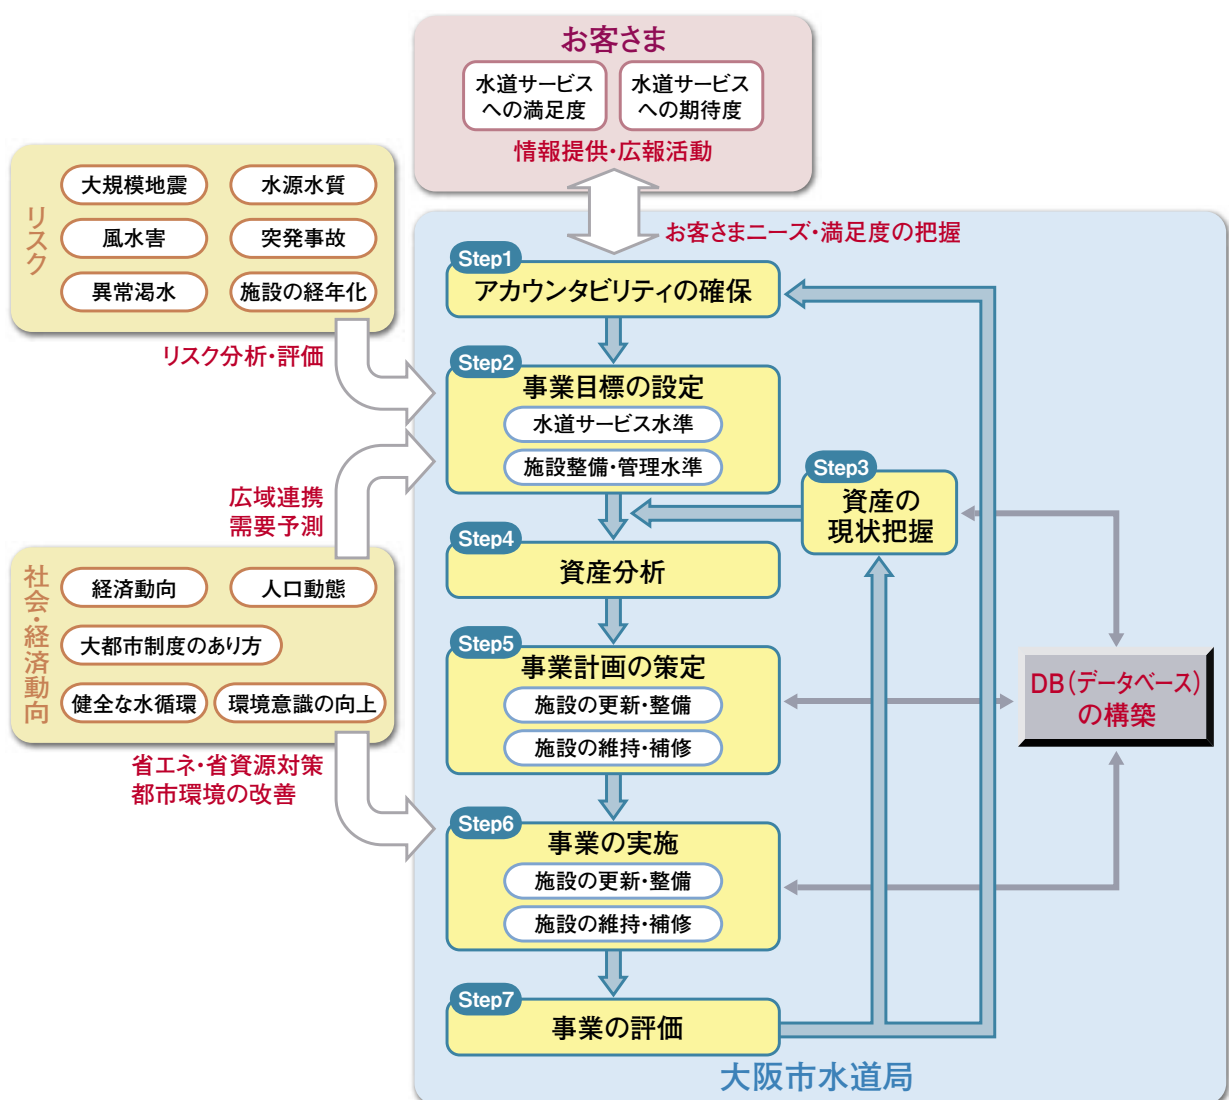 お客さま
水道サービス
への満足度
水道サービス
への期待度
情報提供・広報活動
リスク
大規模地震
水源水質
風水害
突発事故
異常渇水
施設の経年化
リスク分析・評価
広域連携
需要予測
社会・経済動向
経済動向
人口動態
大都市制度のあり方
健全な水循環
環境意識の向上
省エネ・省資源対策
都市環境の改善
お客さまニーズ・満足度の把握
Step1
アカウンタビリティの確保
Step2
事業目標の設定
水道サービス水準
施設整備・管理水準
Step3
資産の
現状把握
Step4
資産分析
Step5
事業計画の策定
施設の更新・整備
施設の維持・補修
DB（データベース）
の構築
Step6
事業の実施
施設の更新・整備
施設の維持・補修
Step7
事業の評価
大阪市水道局